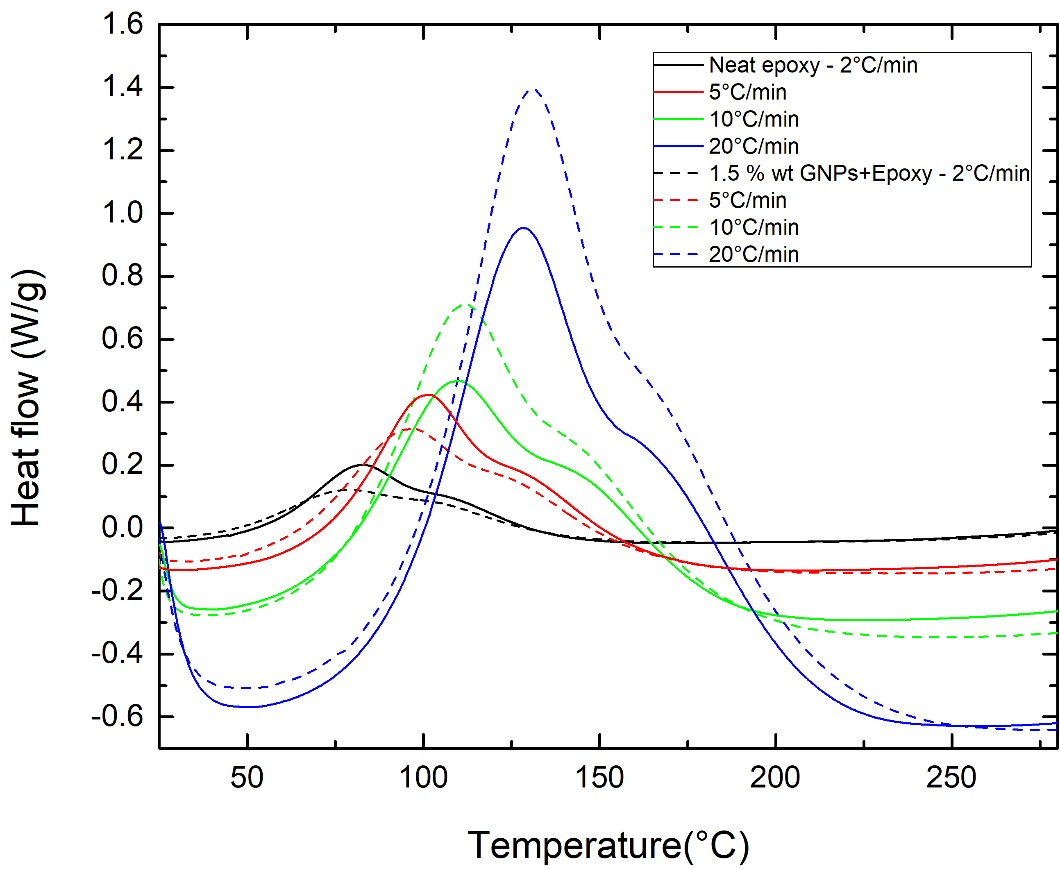 1.6
1.4
1.2
1.0
0.8
0.6
0.4
0.2
0.0
-0.2
-0.4
-0.6
Heat flow (W/g)
Neat epoxy - 2°C/min
5°C/min
10°C/min
20°C/min
1.5 % wt GNPs+Epoxy - 2°C/min
5°C/min
10°C/min
20°C/min
50 100 150 200 250
Temperature(°C)